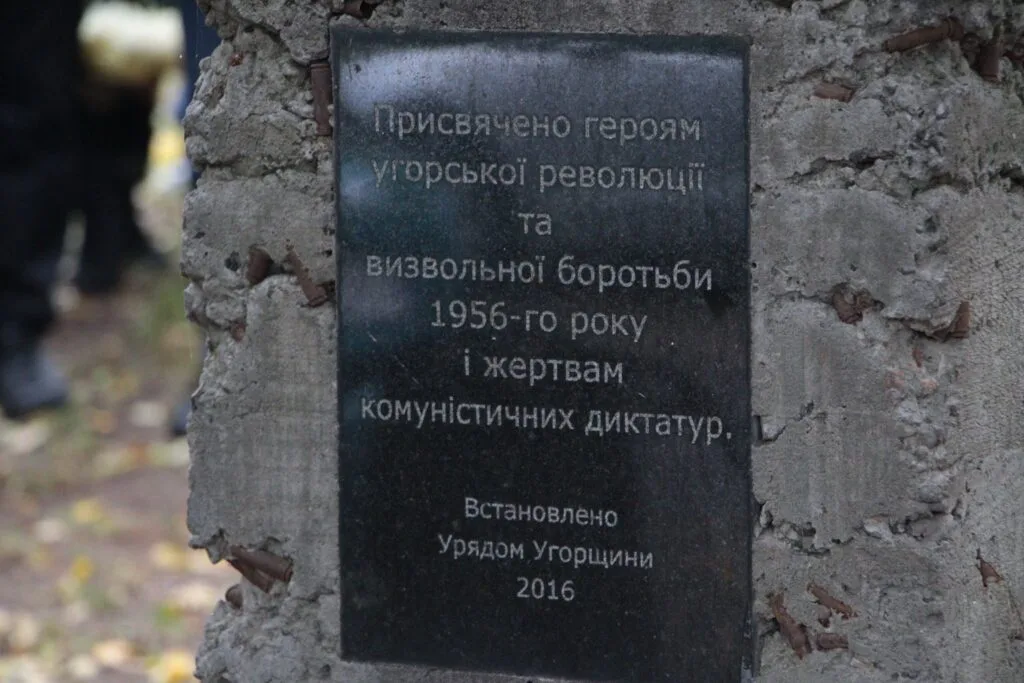 Присвячено героям
угорської революції
та
визвольної боротьби
1956-го року
і жертвам
комуністичних диктатур.
Встановлено
Урядом Угорщини
2016